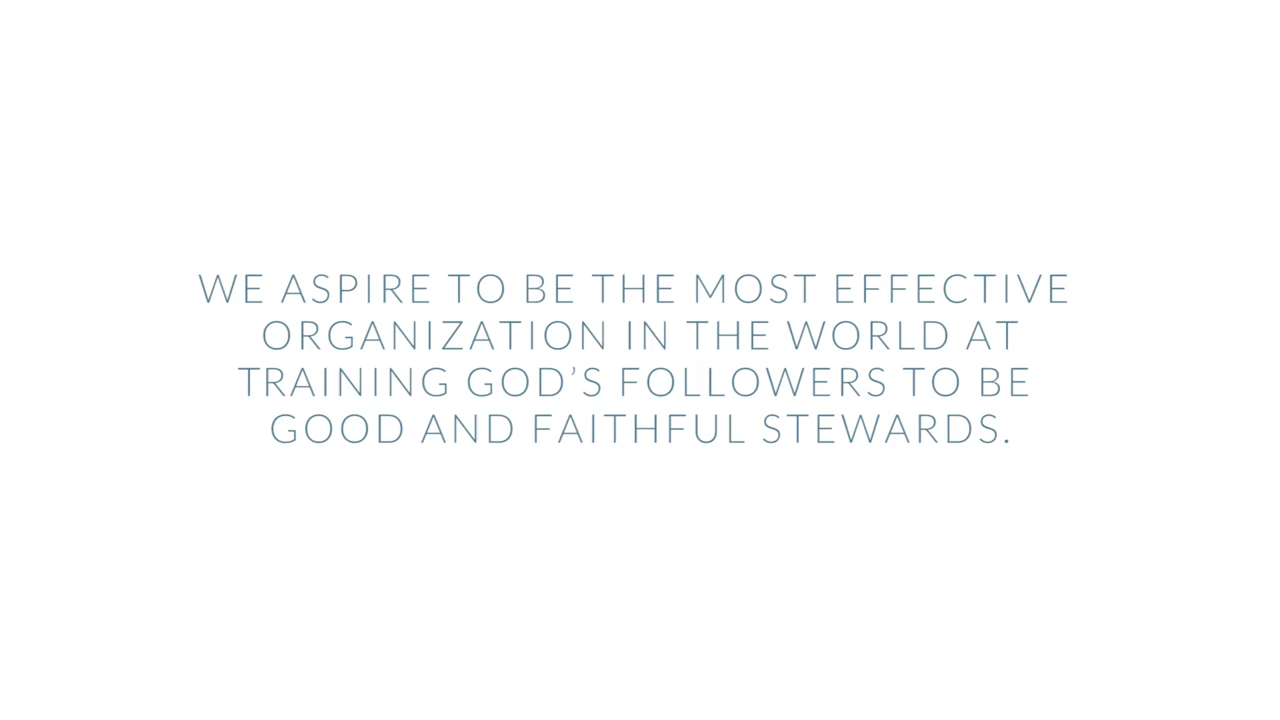 WE ASPIRE TO BE THE MOST EFFECTIVE
ORGANIZATION IN THE WORLD AT
TRAINING GOD’S FOLLOWERS TO BE
GOOD AND FAITHFUL STEWARDS.